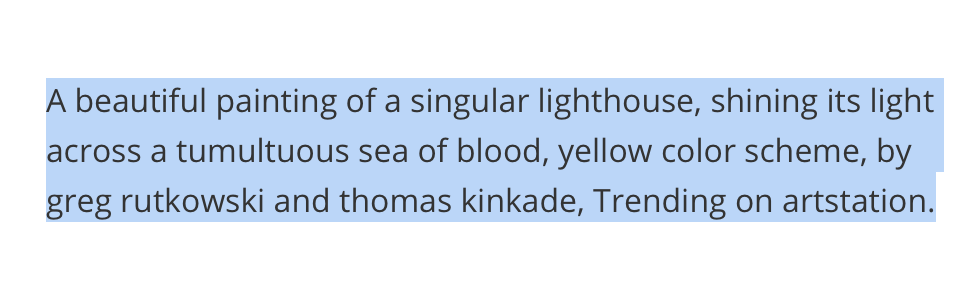 A beautiful painting of a singular lighthouse, shining its light
across a tumultuous sea of blood, yellow color scheme, by
greg rutkowski and thomas kinkade, Trending on artstation.